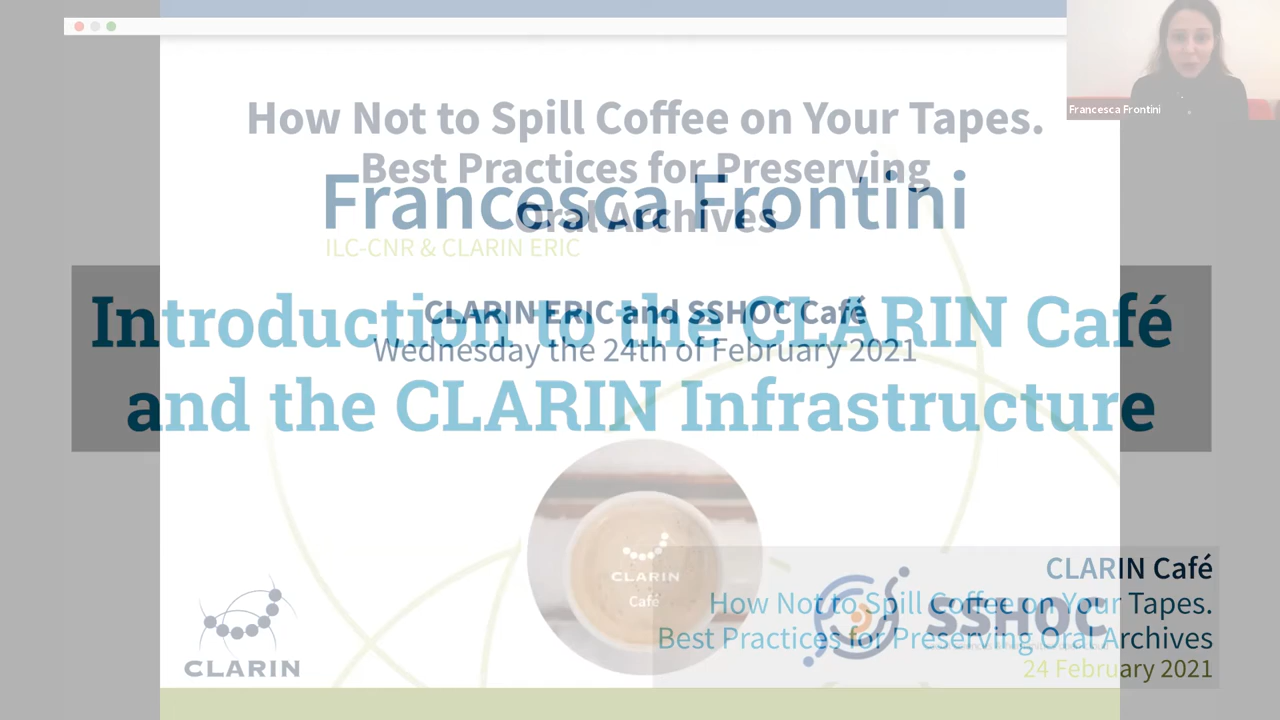 Francesca Frontini
How Not to Spill Coffee on Your Tapes.
Best Practices for Preserving
Oral Archives
Francesca Frontini
ILC-CNR & CLARIN ERIC
CLARIN ERIC and SSHOC Café
Wednesday the 24th of February 2021
Introduction to the CLARIN Café
and the CLARIN Infrastructure
CLARIN
Café
CLARIN
SSHOC
CLARIN Café
How Not to Spill Coffee on Your Tapes.
Best Practices for Preserving Oral Archives
24 February 2021